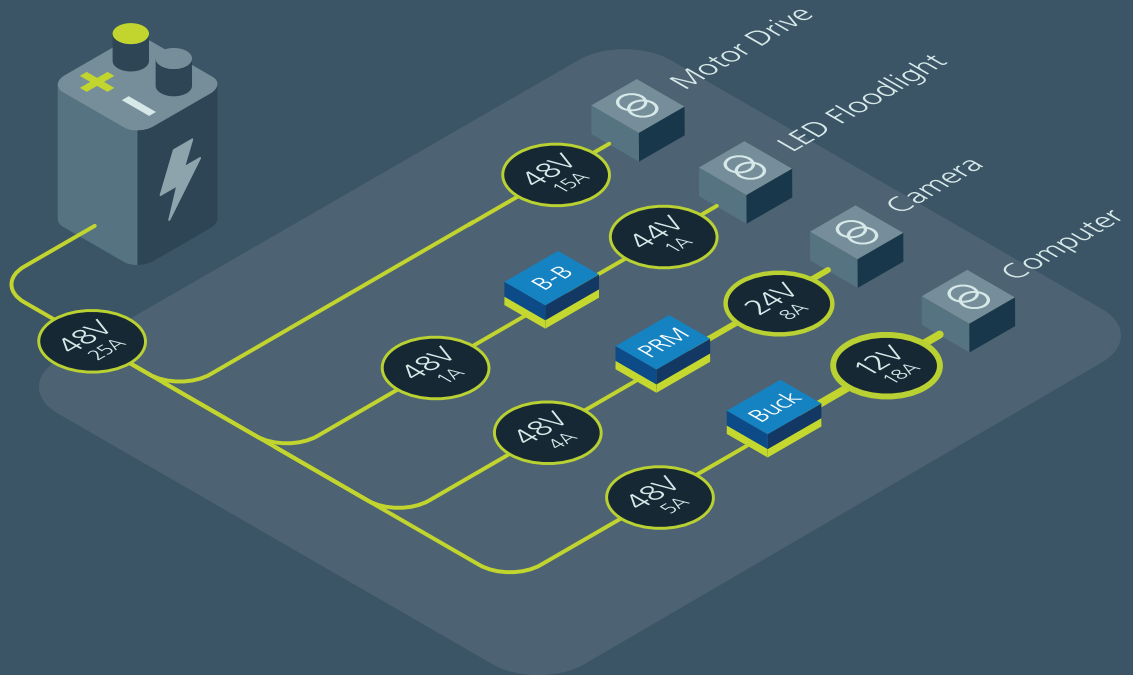 Motor Drive
LED Floodlight
Camera
Computer
48V
25A
48V
15A
B-B
44V
1A
48V
1A
PRM
24V
8A
48V
4A
Buck
12V
18A
48V
5A